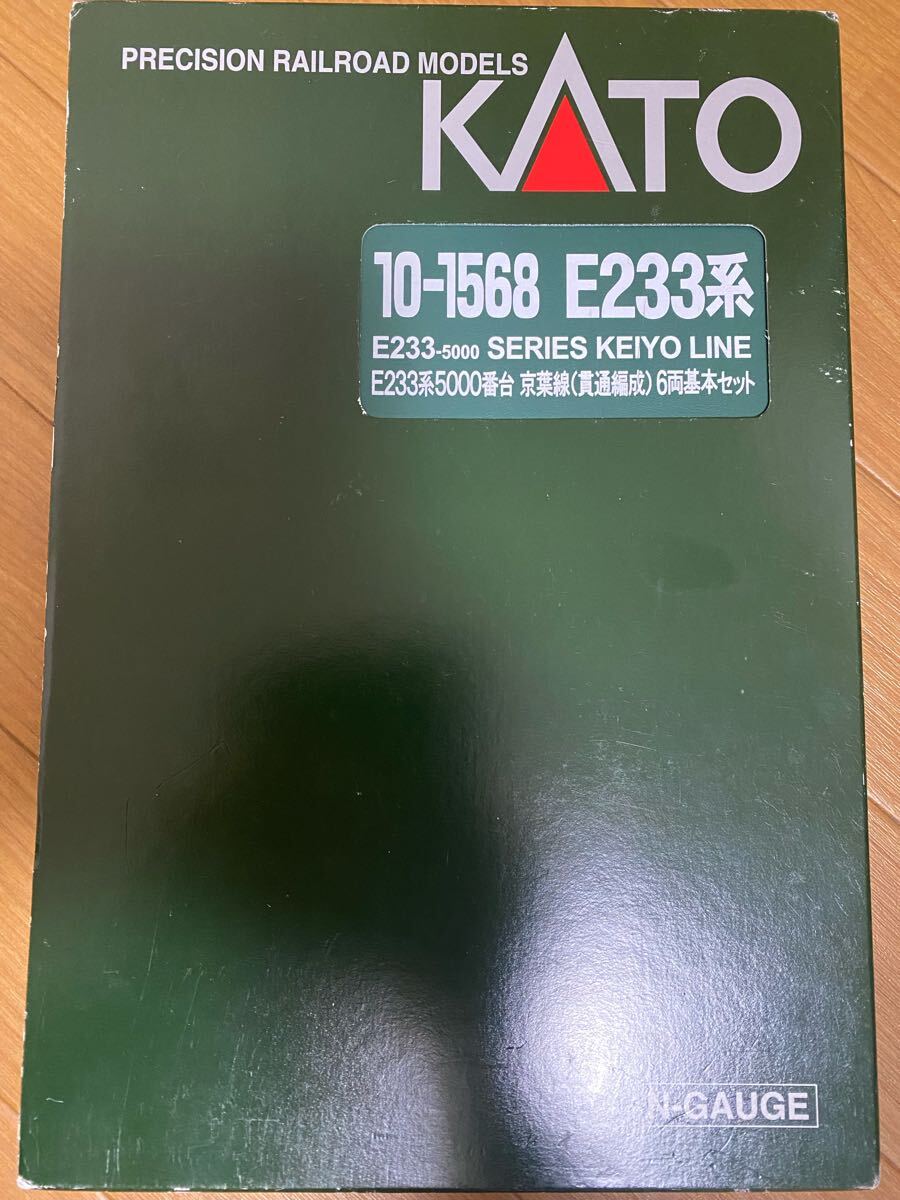 PRECISION RAILROAD MODELS
KATO
10-1568 E233系
E233-5000 SERIES KEIYO LINE
E233系5000番台 京葉線(貫通編成)6両基本セット
N-GAUGE